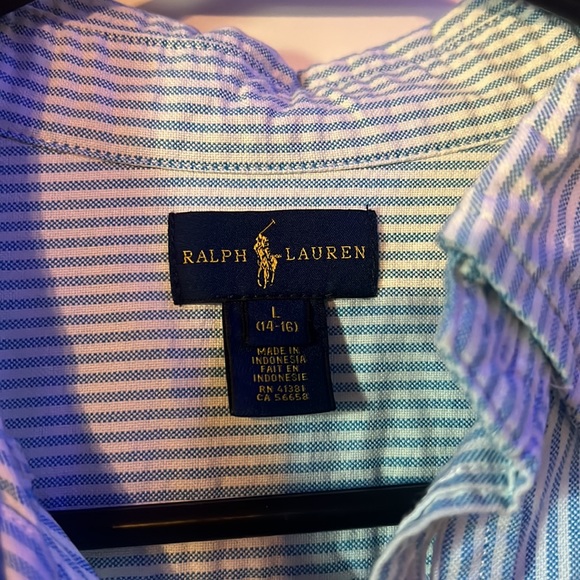 RALPH LAUREN
L
(14-16)
MADE IN
INDONESIA
FAIT EN
INDONESIE
RN 41381
CA 56658